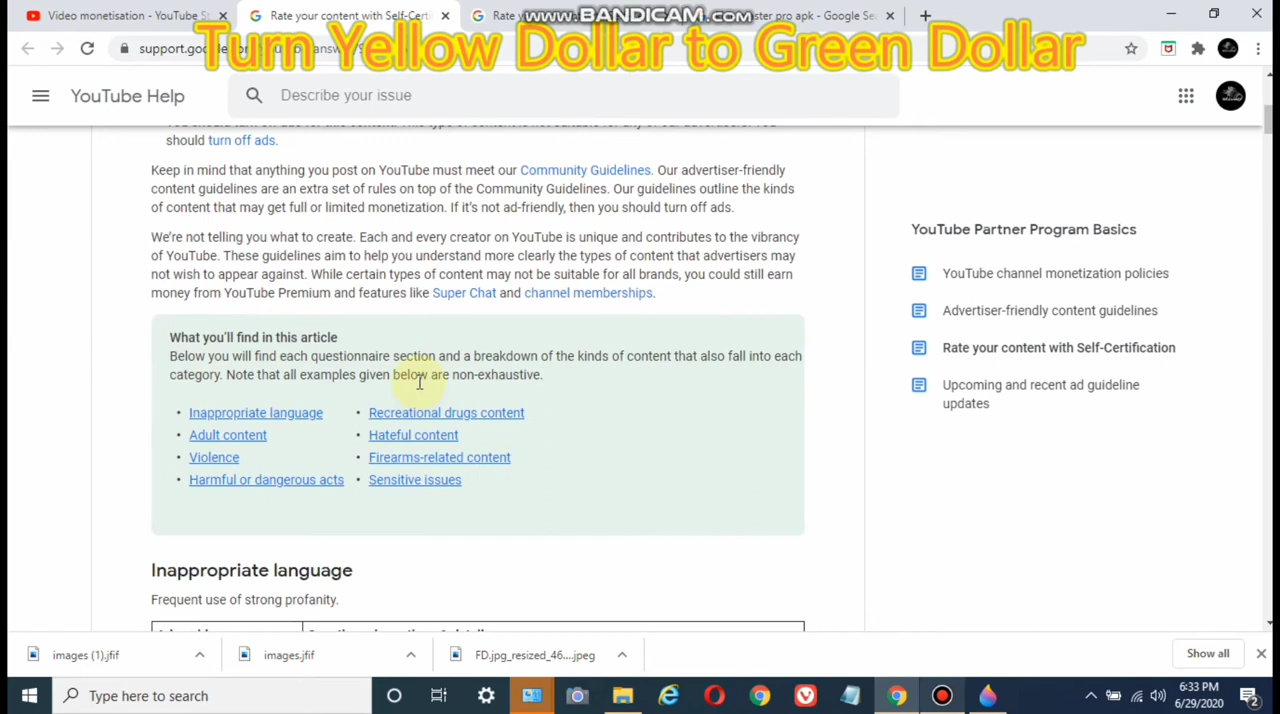 Video monetisation - YouTube St
Rate your content with Self-Certi
Rate yo
www.BANDICAM.com
ster pro apk - Google Sea
support.goo
Turn Yellow Dollar to Green Dollar
YouTube Help
Describe your issue
should turn off ads.
Keep in mind that anything you post on YouTube must meet our Community Guidelines. Our advertiser-friendly
content guidelines are an extra set of rules on top of the Community Guidelines. Our guidelines outline the kinds
of content that may get full or limited monetization. If it's not ad-friendly, then you should turn off ads.
We're not telling you what to create. Each and every creator on YouTube is unique and contributes to the vibrancy
of YouTube. These guidelines aim to help you understand more clearly the types of content that advertisers may
not wish to appear against. While certain types of content may not be suitable for all brands, you could still earn
money from YouTube Premium and features like Super Chat and channel memberships.
What you'll find in this article
Below you will find each questionnaire section and a breakdown of the kinds of content that also fall into each
category. Note that all examples given below are non-exhaustive.
• Inappropriate language
• Adult content
• Violence
• Harmful or dangerous acts
• Recreational drugs content
• Hateful content
• Firearms-related content
• Sensitive issues
Inappropriate language
Frequent use of strong profanity.
YouTube Partner Program Basics
YouTube channel monetization policies
Advertiser-friendly content guidelines
Rate your content with Self-Certification
Upcoming and recent ad guideline
updates
images (1).jfif
images.jfif
FD.jpg_resized_46....jpeg
Show all
Type here to search
6:33 PM
6/29/2020
2